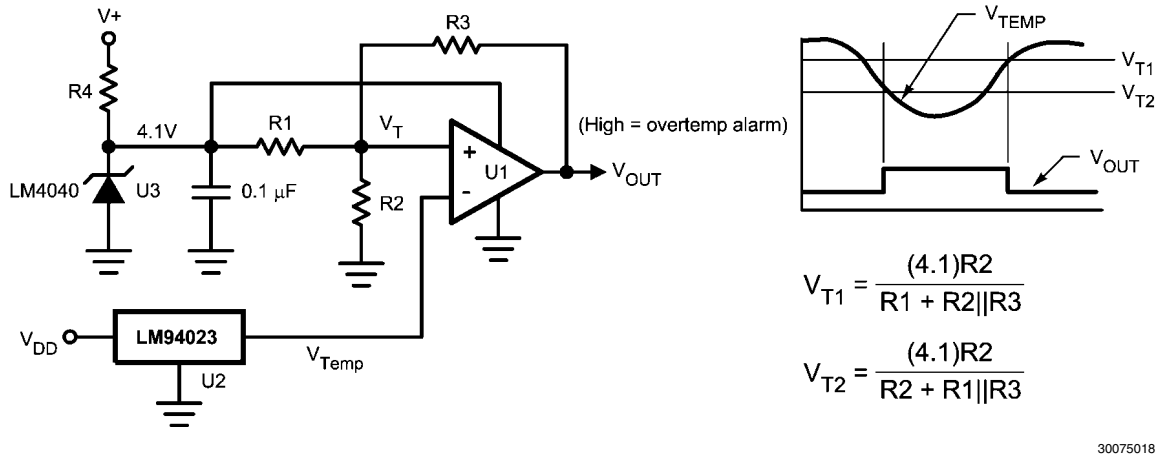 V+
R4
4.1V
LM4040
U3
0.1 μF
R1
R3
V_T
R2
+
-
U1
(High = overtemp alarm)
V_OUT
V_DD
LM94023
U2
V_Temp
V_TEMP
V_T1
V_T2
V_OUT
V_T1 = (4.1)R2 / R1 + R2||R3
V_T2 = (4.1)R2 / R2 + R1||R3
30075018